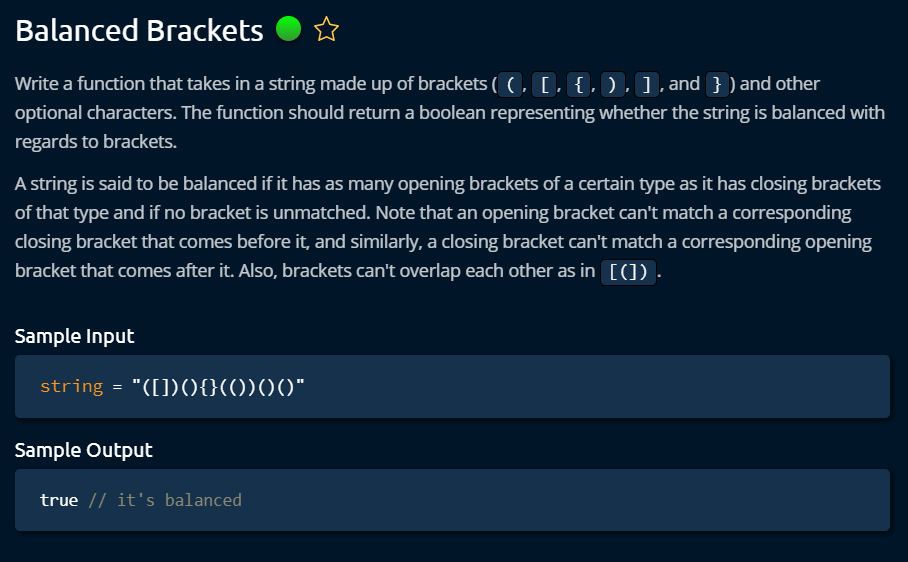 Balanced Brackets
Write a function that takes in a string made up of brackets ( ( , [ , { , ) , ] , and } ) and other
optional characters. The function should return a boolean representing whether the string is balanced with
regards to brackets.
A string is said to be balanced if it has as many opening brackets of a certain type as it has closing brackets
of that type and if no bracket is unmatched. Note that an opening bracket can't match a corresponding
closing bracket that comes before it, and similarly, a closing bracket can't match a corresponding opening
bracket that comes after it. Also, brackets can't overlap each other as in [(]) .
Sample Input
string = "([])(){}(())()()"
Sample Output
true // it's balanced